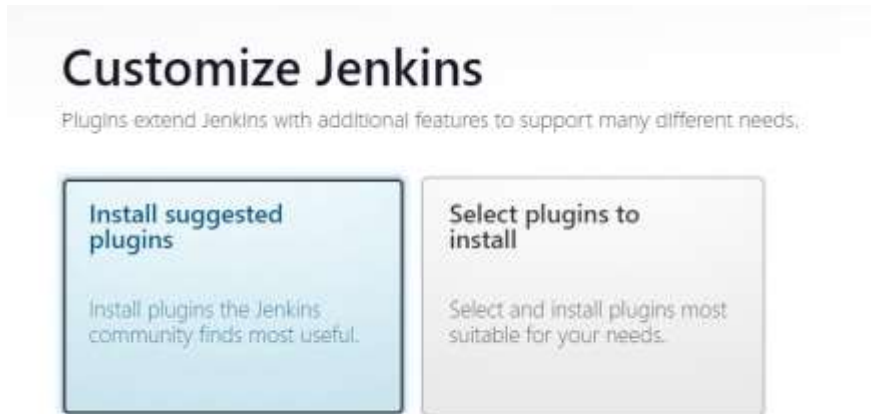 Customize Jenkins
Plugins extend Jenkins with additional features to support many different needs.
Install suggested
plugins
Install plugins the Jenkins
community finds most useful.
Select plugins to
install
Select and install plugins most
suitable for your needs.